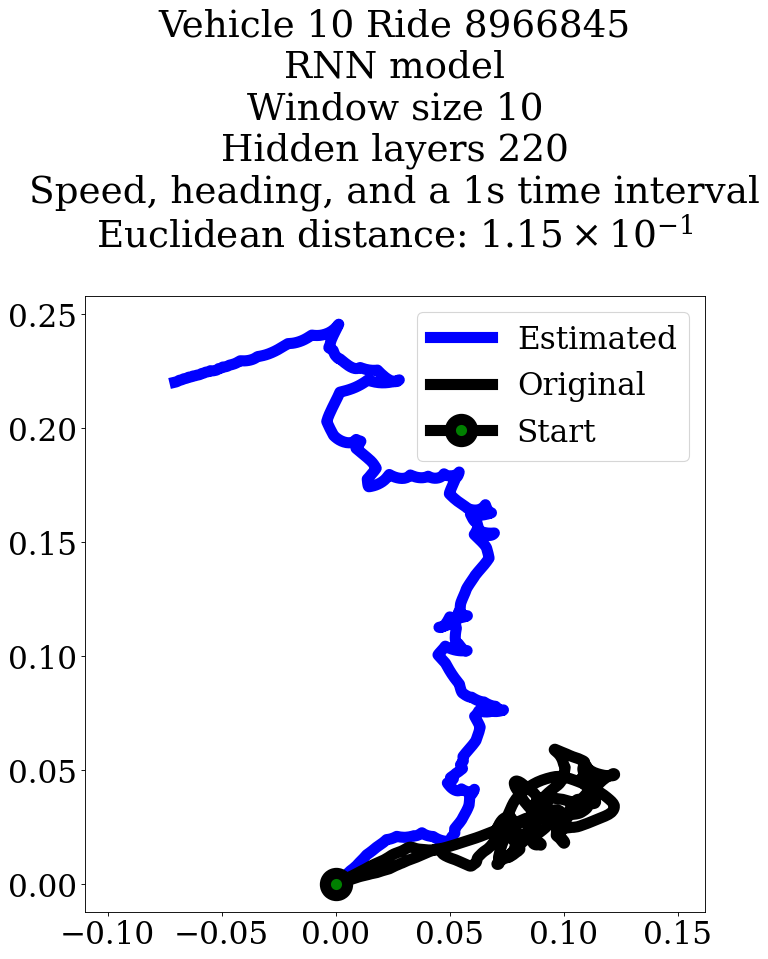 Vehicle 10 Ride 8966845
RNN model
Window size 10
Hidden layers 220
Speed, heading, and a 1s time interval
Euclidean distance: 1.15 × 10⁻¹
Estimated
Original
Start
0.25
0.20
0.15
0.10
0.05
0.00
−0.10 −0.05 0.00 0.05 0.10 0.15